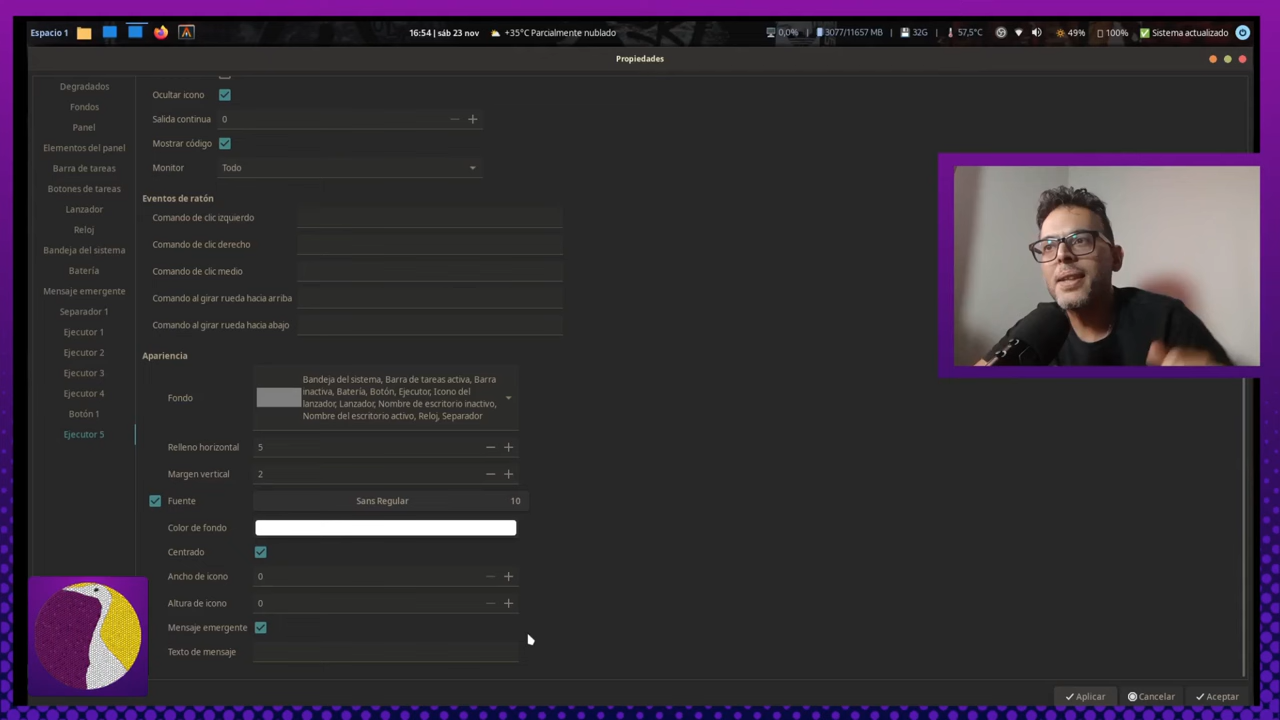 Espacio 1
16:54 | sáb 23 nov
+35°C Parcialmente nublado
0,0%
3077/11657 MB
32G
57,5°C
49%
100%
Sistema actualizado
Propiedades
Degradados
Fondos
Panel
Elementos del panel
Barra de tareas
Botones de tareas
Lanzador
Reloj
Bandeja del sistema
Batería
Mensaje emergente
Separador 1
Ejecutor 1
Ejecutor 2
Ejecutor 3
Ejecutor 4
Botón 1
Ejecutor 5
Ocultar icono
Salida continua 0
Mostrar código
Monitor Todo
Eventos de ratón
Comando de clic izquierdo
Comando de clic derecho
Comando de clic medio
Comando al girar rueda hacia arriba
Comando al girar rueda hacia abajo
Apariencia
Fondo
Bandeja del sistema, Barra de tareas activa, Barra
inactiva, Batería, Botón, Ejecutor, Icono del
lanzador, Lanzador, Nombre de escritorio inactivo,
Nombre del escritorio activo, Reloj, Separador
Relleno horizontal 5
Margen vertical 2
Fuente Sans Regular 10
Color de fondo
Centrado
Ancho de icono 0
Altura de icono 0
Mensaje emergente
Texto de mensaje
Aplicar
Cancelar
Aceptar